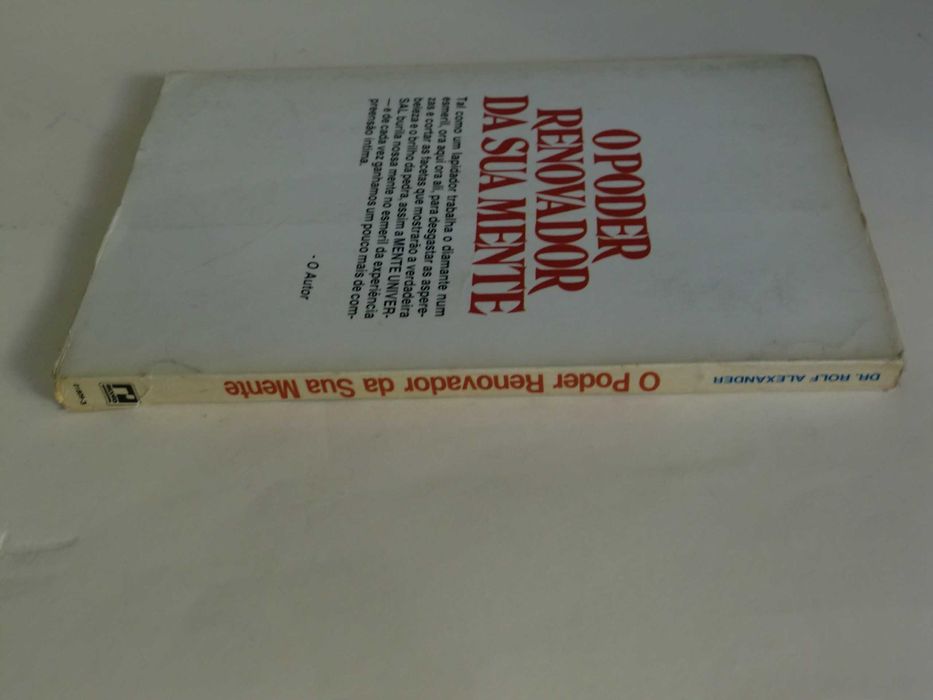 O PODER
RENOVADOR
DA SUA MENTE
Tal como um lapidador trabalha o diamante num
esmeril, ora aqui ora ali, para desgastar as aspere-
zas e cortar as facetas que mostrarão a verdadeira
beleza e o brilho da pedra, assim a MENTE UNIVER-
SAL burila nossa mente no esmeril da experiência
— e de cada vez ganhamos um pouco mais de com-
preensão íntima.
- O Autor
DR. ROLF ALEXANDER
O Poder Renovador da Sua Mente